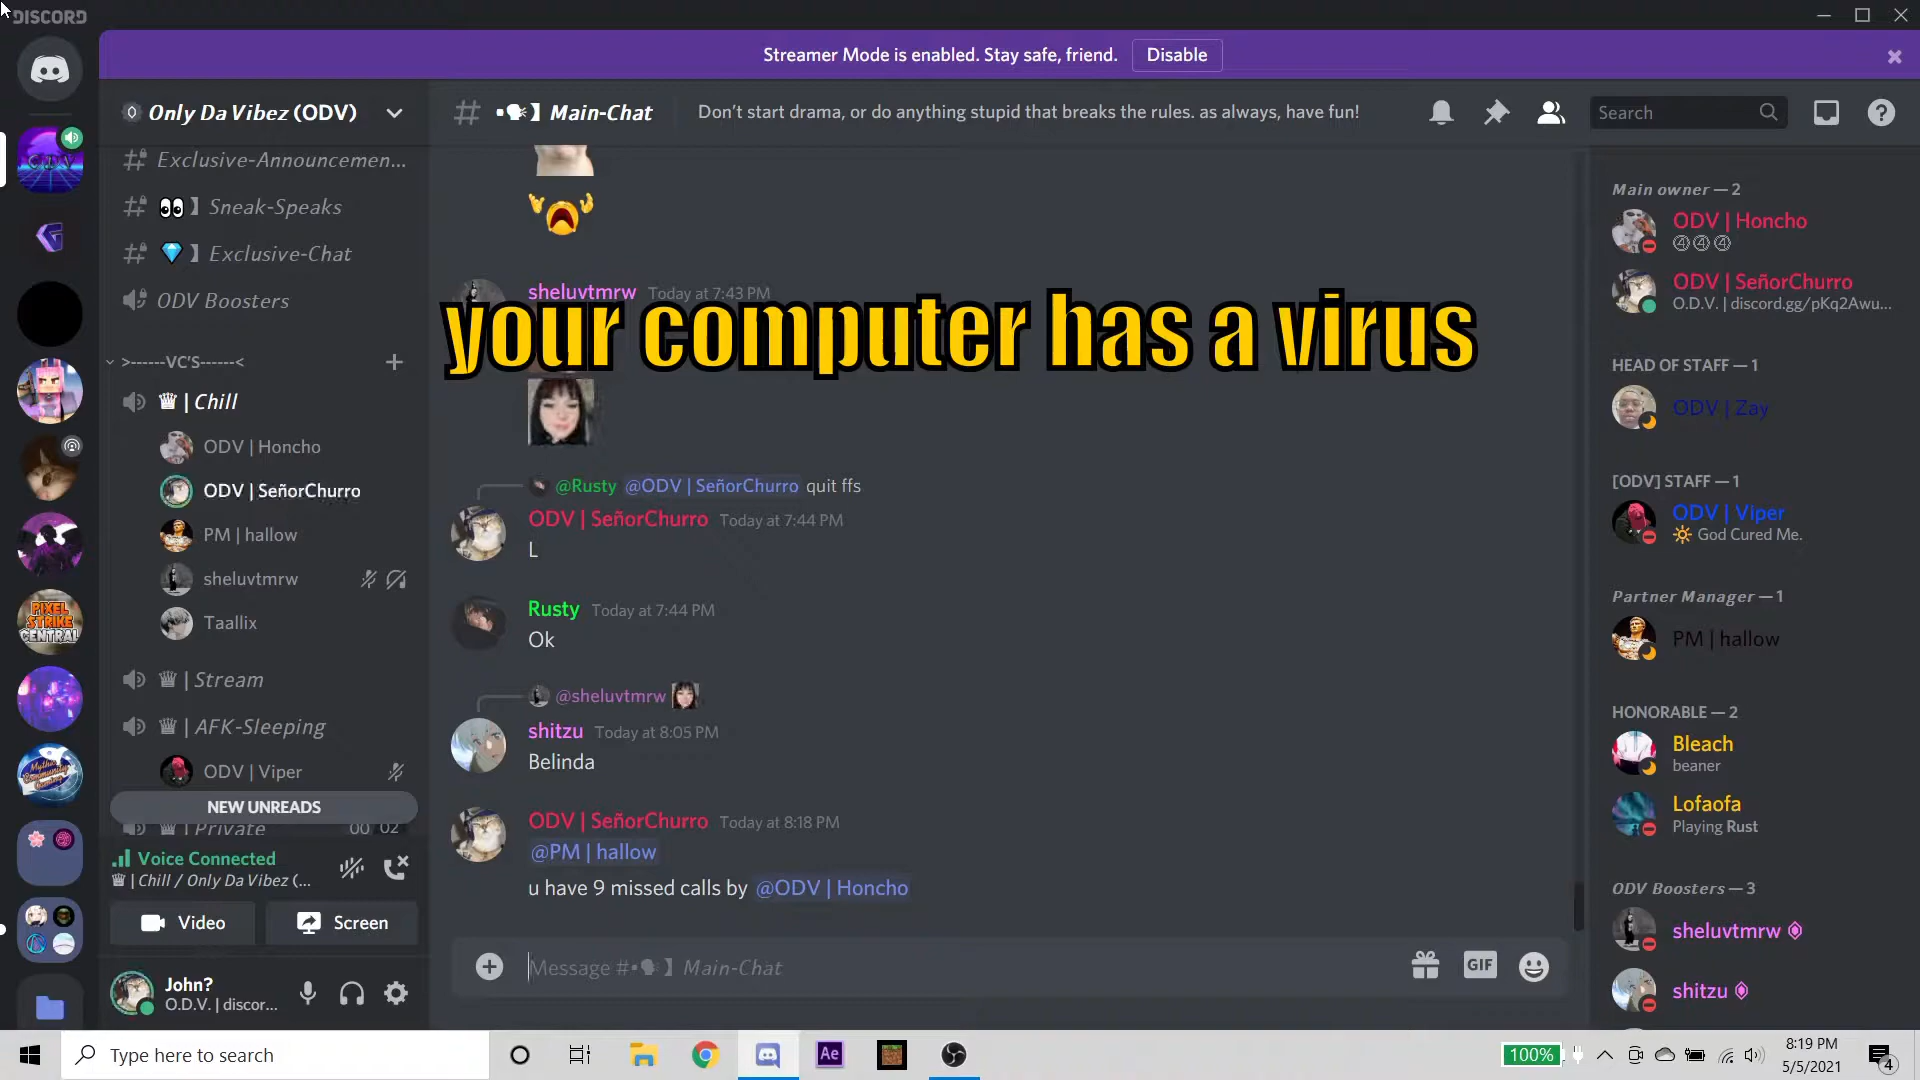 DISCORD
Streamer Mode is enabled. Stay safe, friend. Disable
Only Da Vibez (ODV)
Exclusive-Announcemen...
Sneak-Speaks
Exclusive-Chat
ODV Boosters
>------VC'S------<
| Chill
ODV | Honcho
ODV | SeñorChurro
PM | hallow
sheluvtmrw
Taallix
| Stream
| AFK-Sleeping
ODV | Viper
NEW UNREADS
| Private 00 02
Voice Connected
| Chill / Only Da Vibez (...
Video Screen
John?
O.D.V. | discor...
Main-Chat Don't start drama, or do anything stupid that breaks the rules. as always, have fun!
Search
sheluvtmrw Today at 7:43 PM
your computer has a virus
@Rusty @ODV | SeñorChurro quit ffs
ODV | SeñorChurro Today at 7:44 PM
L
Rusty Today at 7:44 PM
Ok
@sheluvtmrw
shitzu Today at 8:05 PM
Belinda
ODV | SeñorChurro Today at 8:18 PM
@PM | hallow
u have 9 missed calls by @ODV | Honcho
Message #•🗣】 Main-Chat
GIF
Main owner — 2
ODV | Honcho
④④④
ODV | SeñorChurro
O.D.V. | discord.gg/pKq2Awu...
HEAD OF STAFF — 1
ODV | Zay
[ODV] STAFF — 1
ODV | Viper
God Cured Me.
Partner Manager — 1
PM | hallow
HONORABLE — 2
Bleach
beaner
Lofaofa
Playing Rust
ODV Boosters — 3
sheluvtmrw
shitzu
ODV
PIXEL STRIKE CENTRAL
Type here to search
Ae
100%
8:19 PM
5/5/2021
4